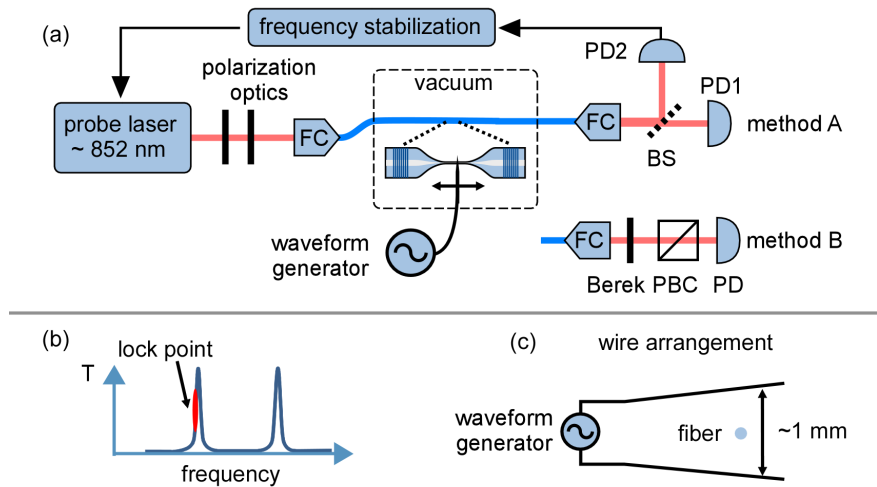 (a)
frequency stabilization
PD2
polarization
optics
vacuum
PD1
probe laser
~ 852 nm
FC
FC
method A
BS
waveform
generator
FC
method B
Berek PBC PD
(b)
lock point
T
frequency
(c)
wire arrangement
waveform
generator
fiber
~1 mm